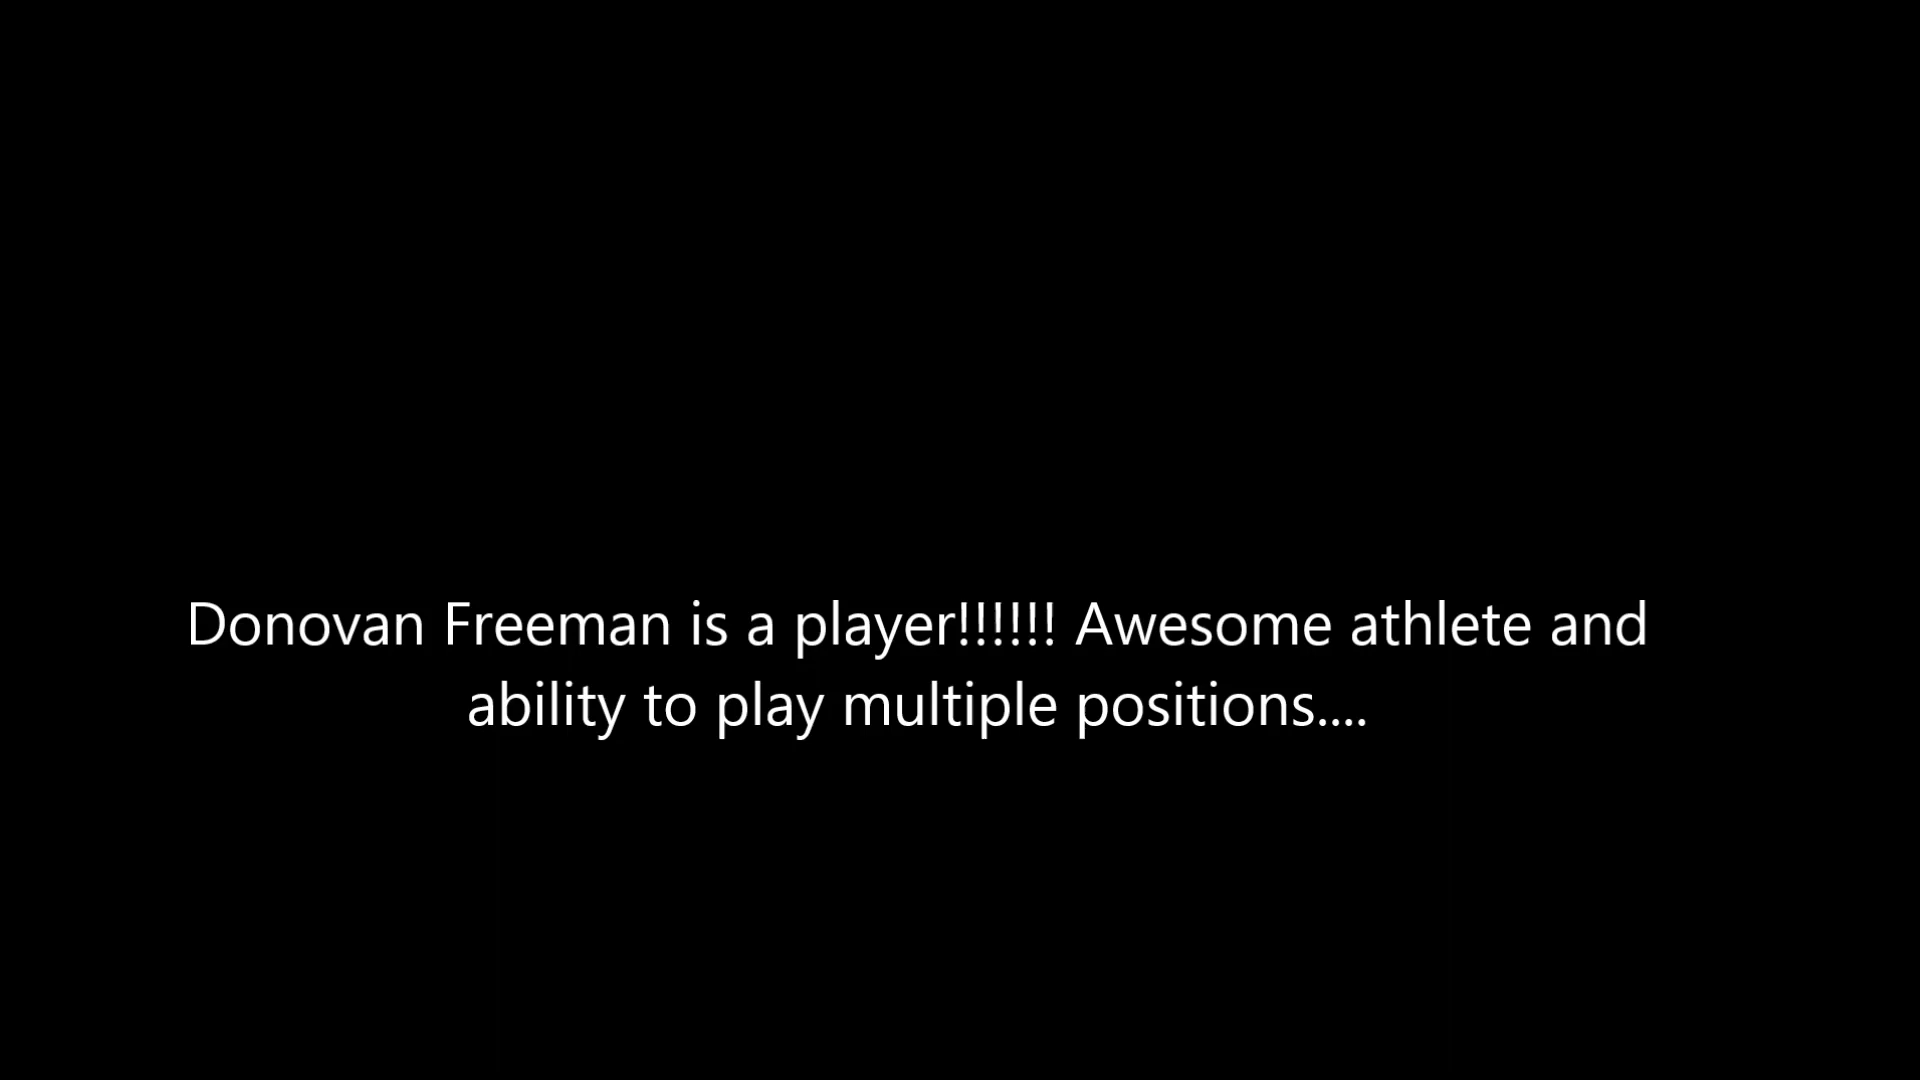 Donovan Freeman is a player!!!!!! Awesome athlete and
ability to play multiple positions....